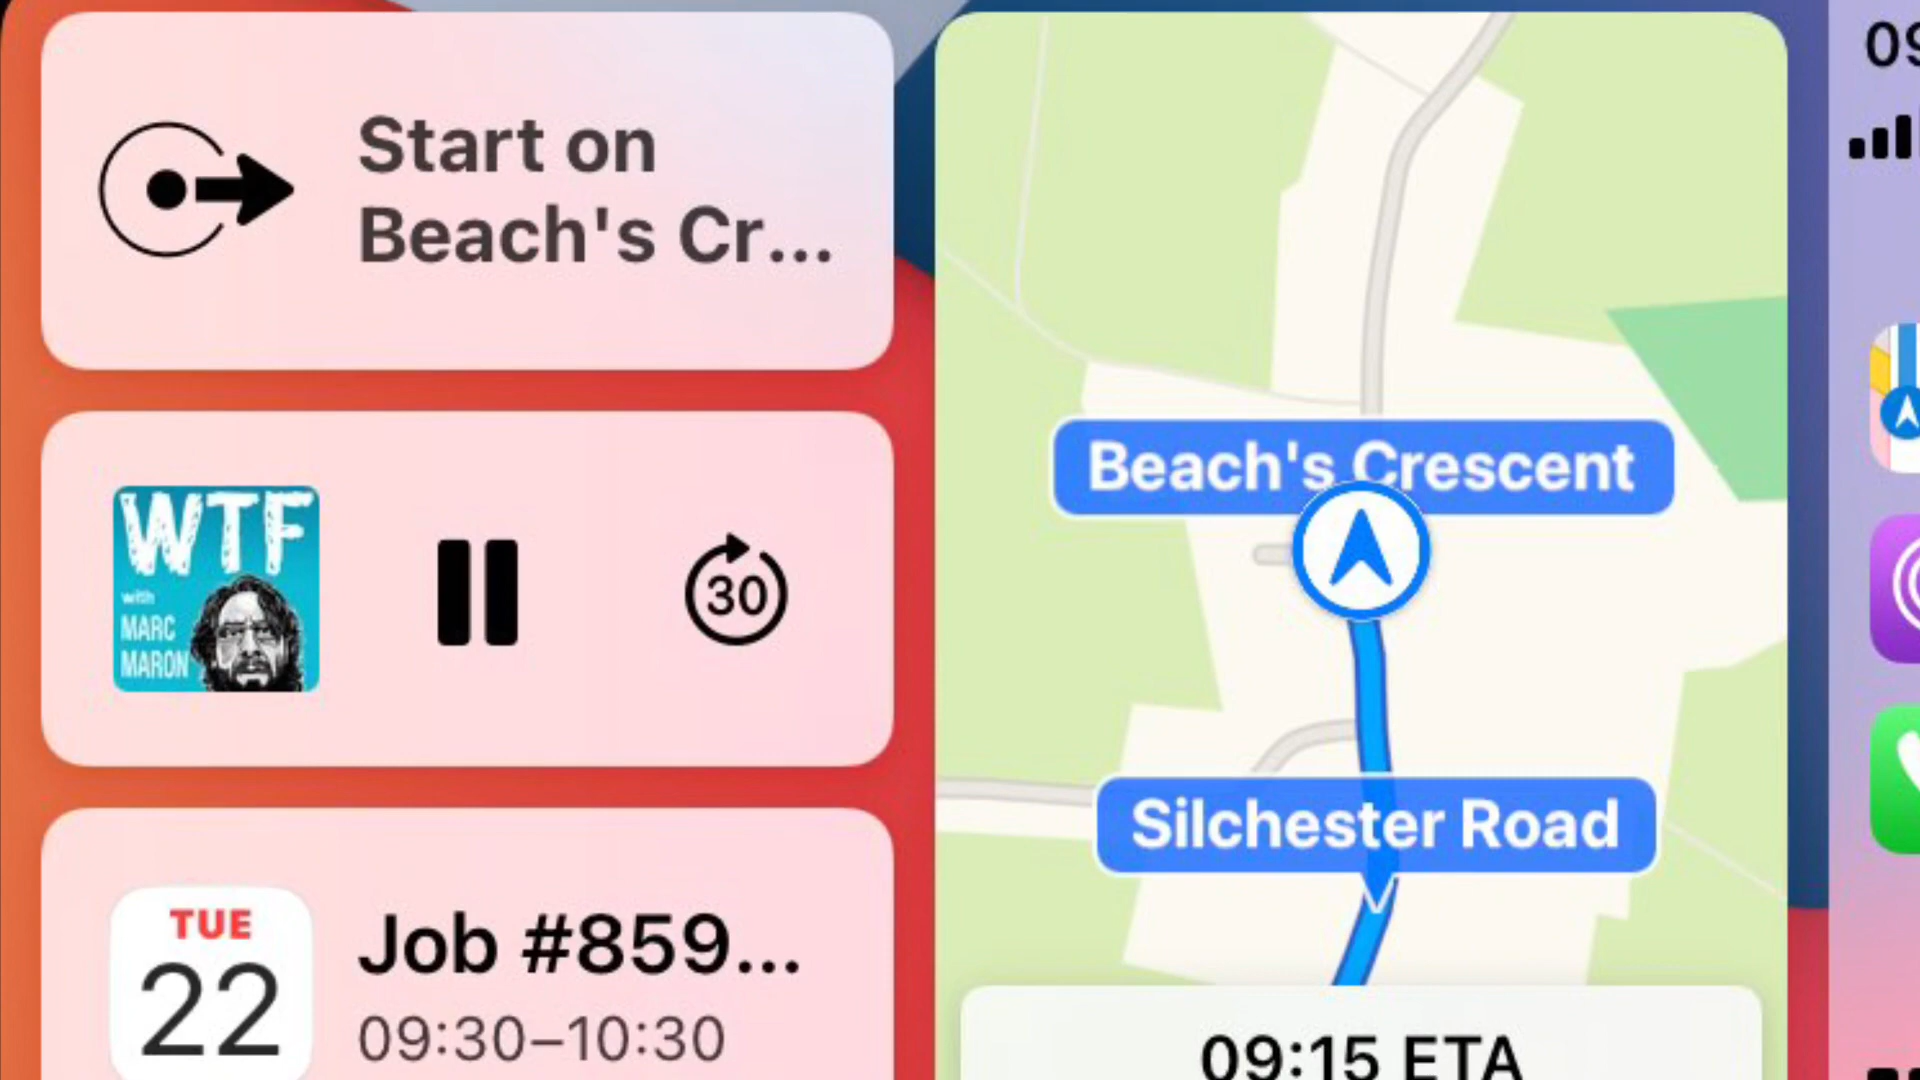 Start on
Beach's Cr...
WTF
with
MARC
MARON
30
TUE
22
Job #859...
09:30–10:30
Beach's Crescent
Silchester Road
09:15 ETA